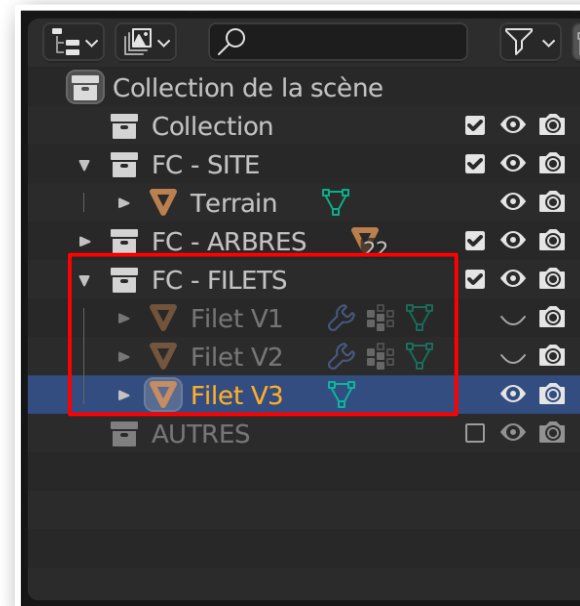 Collection de la scène
Collection
FC - SITE
Terrain
FC - ARBRES 22
FC - FILETS
Filet V1
Filet V2
Filet V3
AUTRES